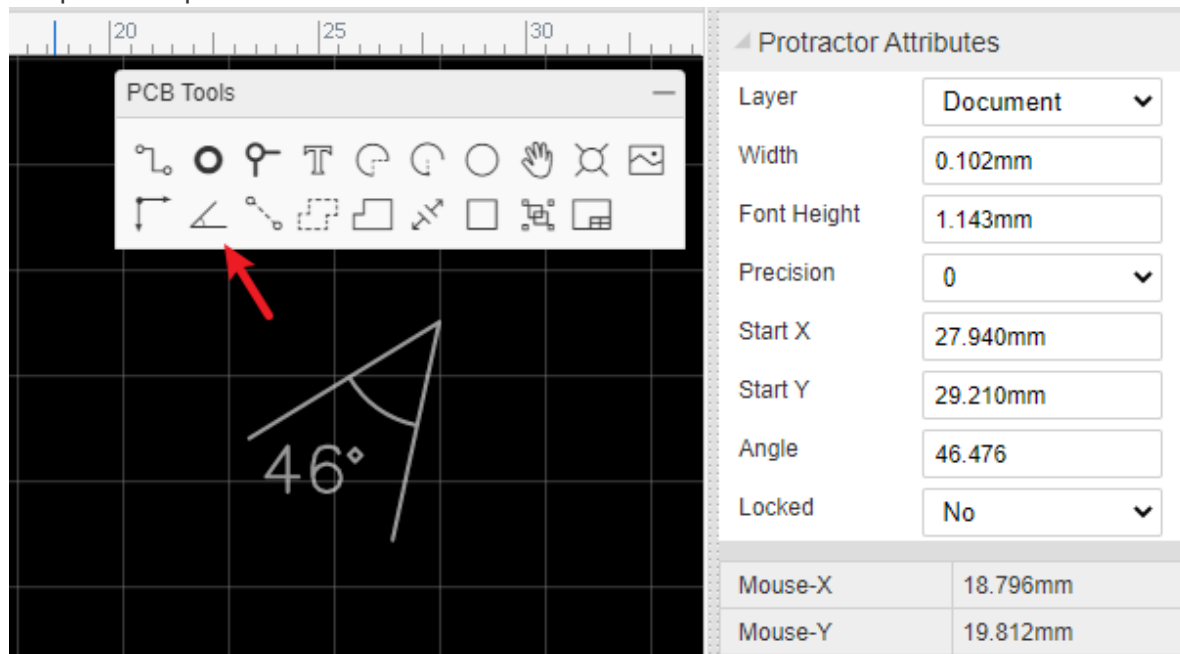 20 25 30
PCB Tools
T
46°
Protractor Attributes
Layer Document
Width 0.102mm
Font Height 1.143mm
Precision 0
Start X 27.940mm
Start Y 29.210mm
Angle 46.476
Locked No
Mouse-X 18.796mm
Mouse-Y 19.812mm